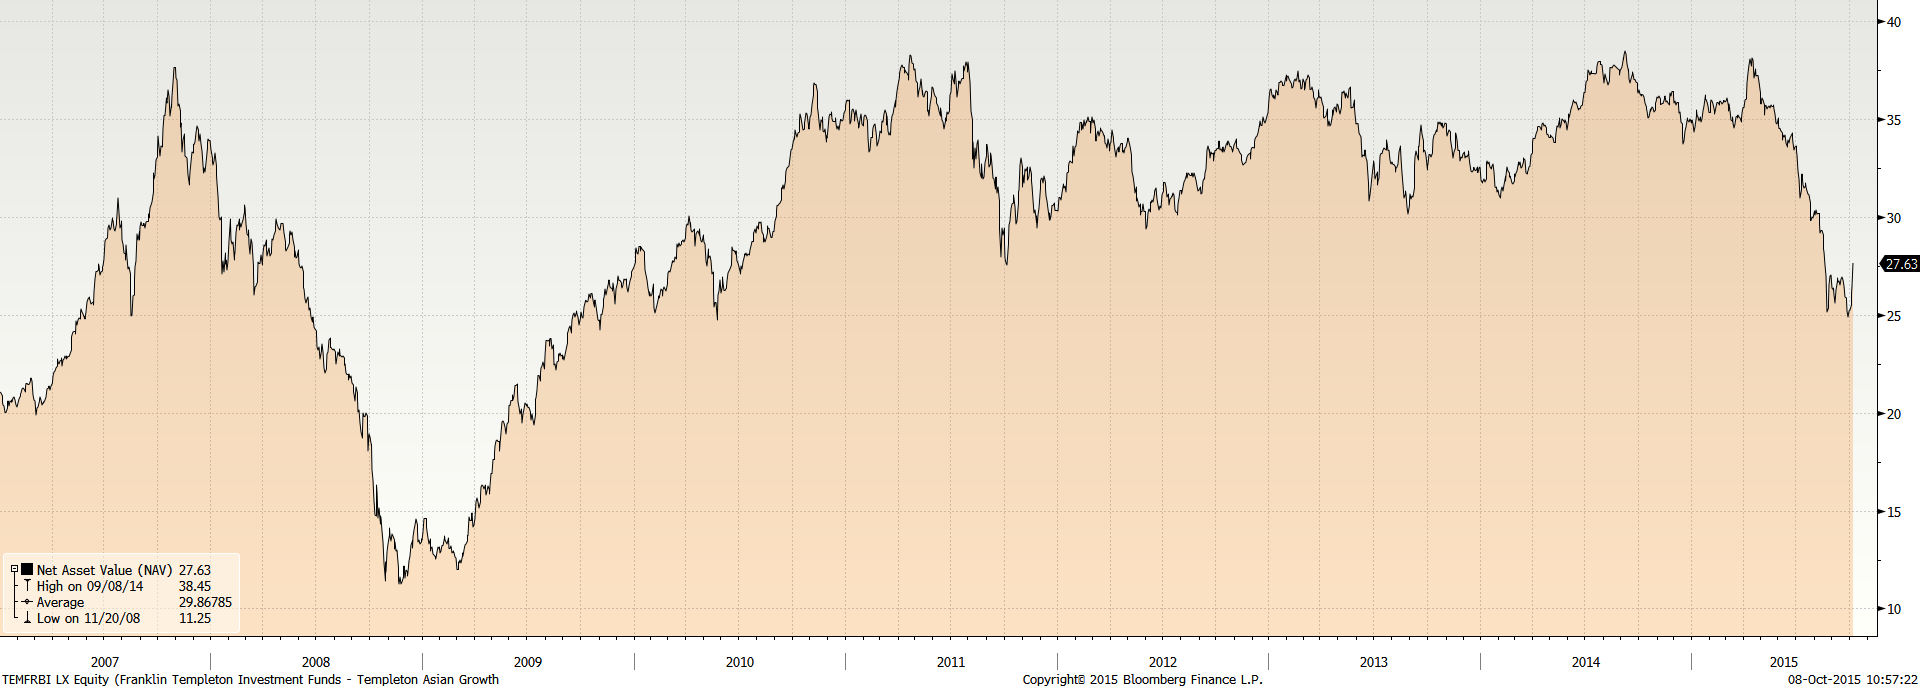 40
35
30
27.63
25
20
15
10
Net Asset Value (NAV) 27.63
High on 09/08/14 38.45
Average 29.86785
Low on 11/20/08 11.25
2007 2008 2009 2010 2011 2012 2013 2014 2015
TEMFRBI LX Equity (Franklin Templeton Investment Funds - Templeton Asian Growth Copyright© 2015 Bloomberg Finance L.P. 08-Oct-2015 10:57:22